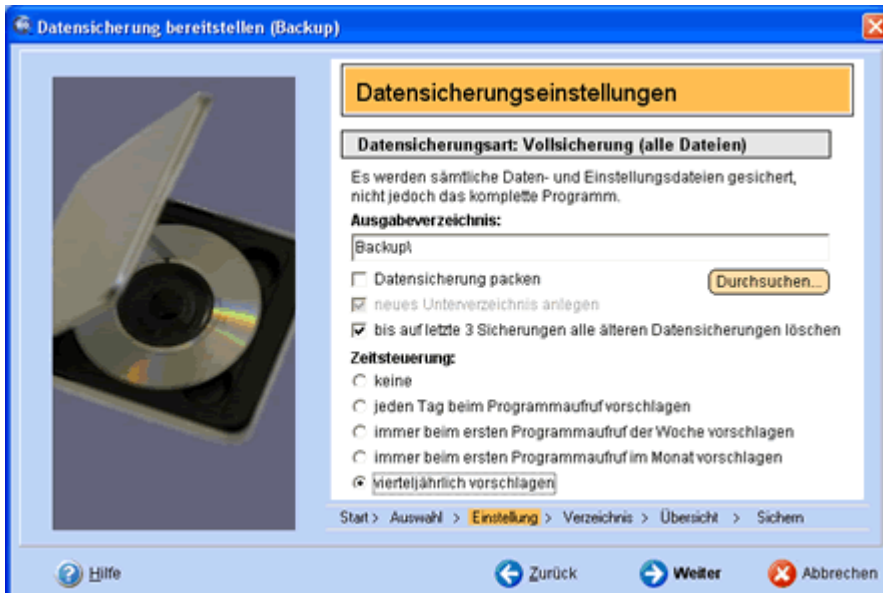 Datensicherung bereitstellen (Backup)
Datensicherungseinstellungen
Datensicherungsart: Vollsicherung (alle Dateien)
Es werden sämtliche Daten- und Einstellungsdateien gesichert,
nicht jedoch das komplette Programm.
Ausgabeverzeichnis:
Backup\
Datensicherung packen
Durchsuchen...
neues Unterverzeichnis anlegen
bis auf letzte 3 Sicherungen alle älteren Datensicherungen löschen
Zeitsteuerung:
keine
jeden Tag beim Programmaufruf vorschlagen
immer beim ersten Programmaufruf der Woche vorschlagen
immer beim ersten Programmaufruf im Monat vorschlagen
vierteljährlich vorschlagen
Start > Auswahl > Einstellung > Verzeichnis > Übersicht > Sichern
Hilfe Zurück Weiter Abbrechen